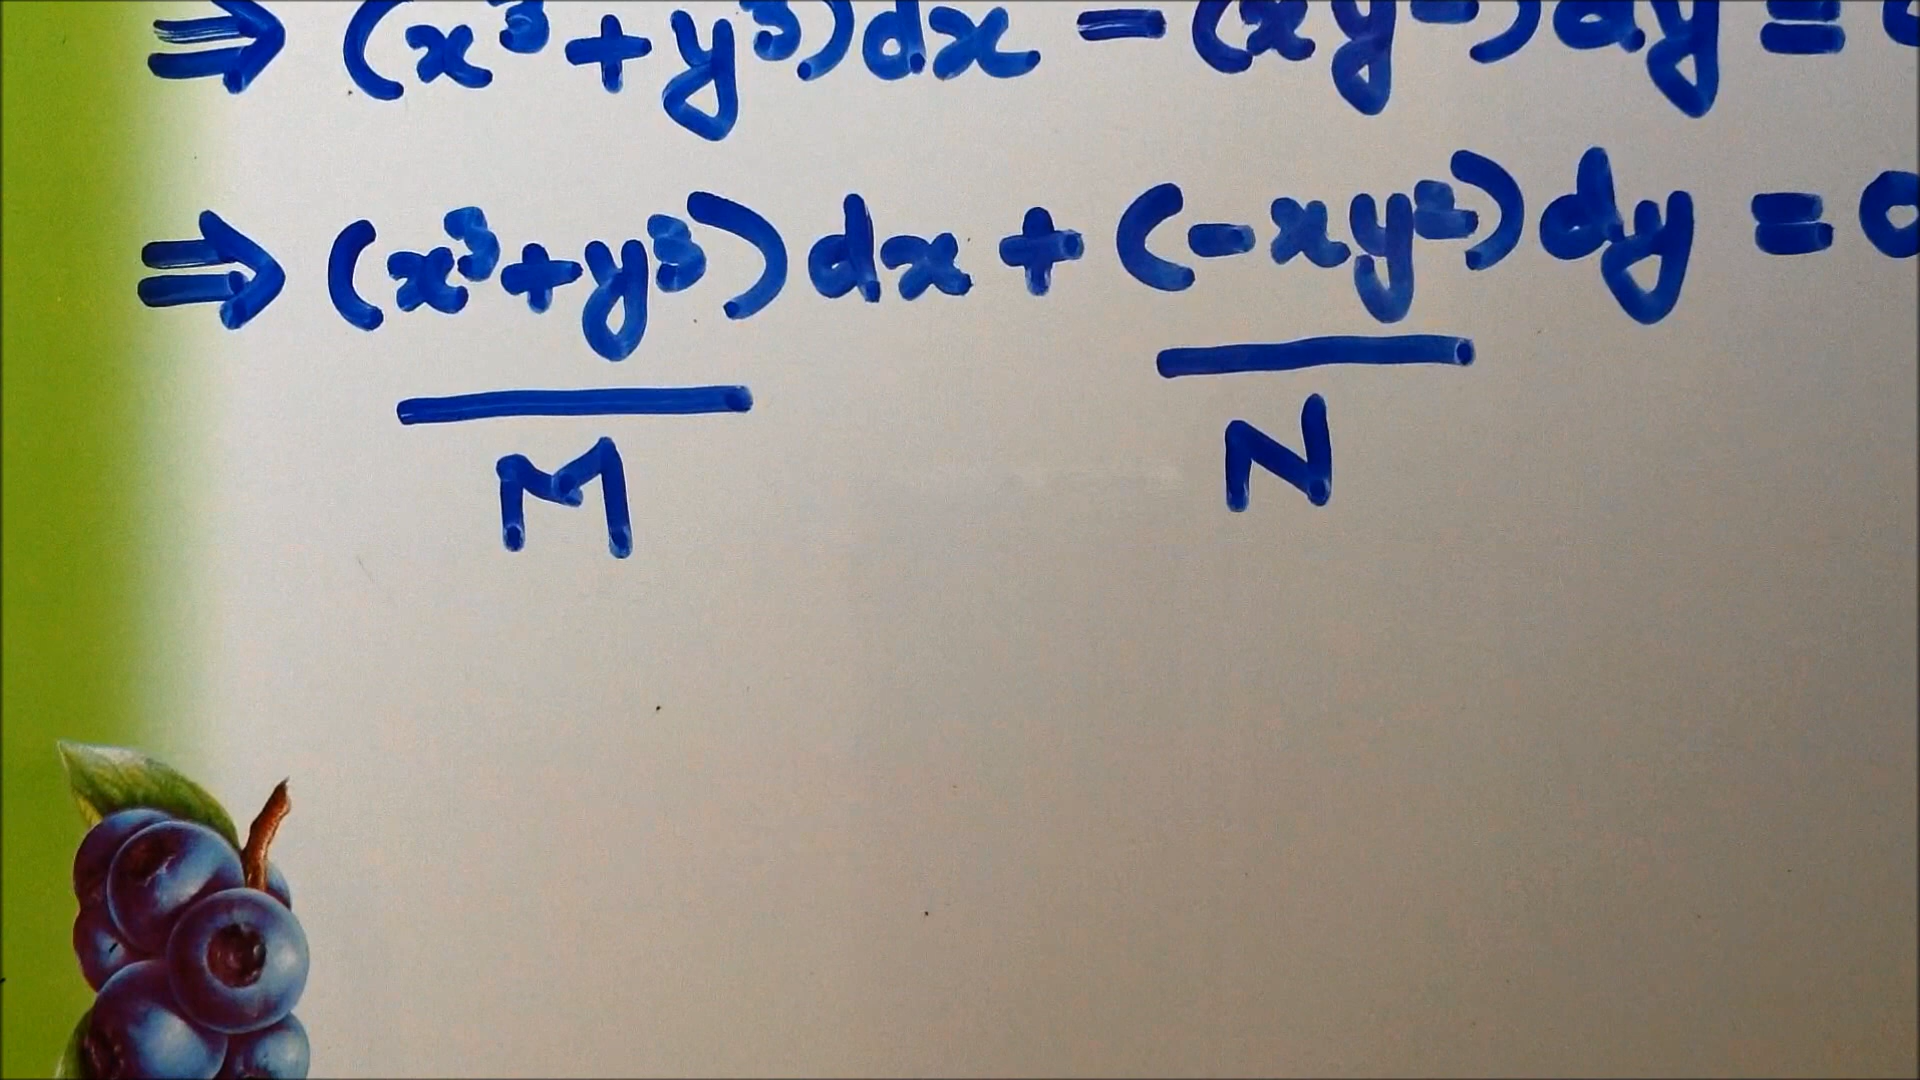 ⇒ (x³+y³)dx - (xy²)dy = 0
⇒ (x³+y³)dx + (-xy²)dy = 0
M N